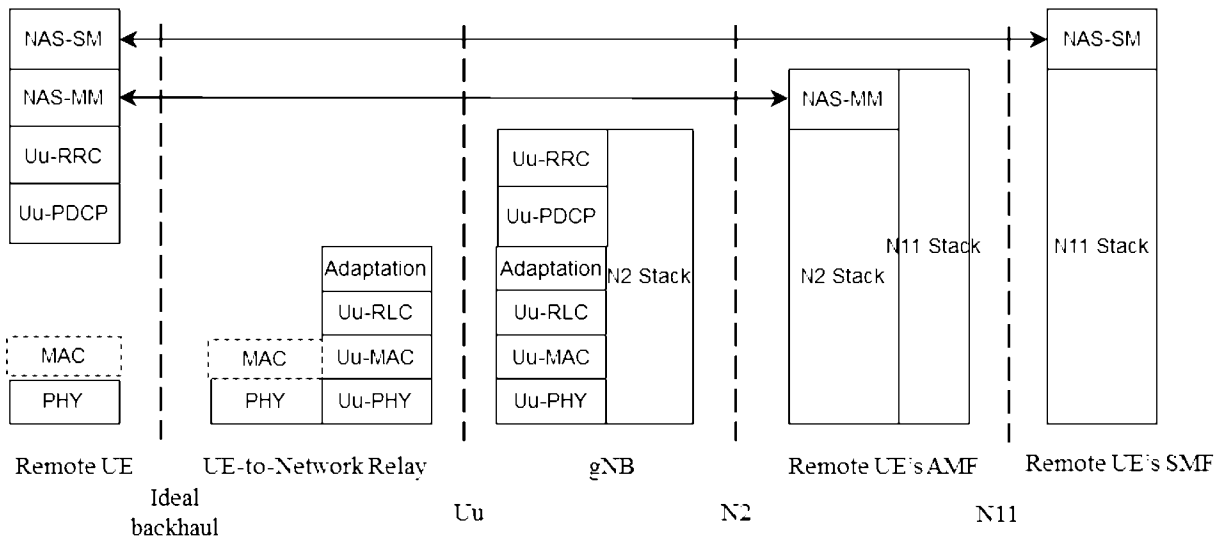 NAS-SM
NAS-MM
Uu-RRC
Uu-PDCP
MAC
PHY
Adaptation
Uu-RLC
MAC
Uu-MAC
PHY
Uu-PHY
Uu-RRC
Uu-PDCP
Adaptation
Uu-RLC
Uu-MAC
Uu-PHY
N2 Stack
NAS-MM
N2 Stack
N11 Stack
NAS-SM
N11 Stack
Remote UE
UE-to-Network Relay
gNB
Remote UE's AMF
Remote UE's SMF
Ideal
backhaul
Uu
N2
N11